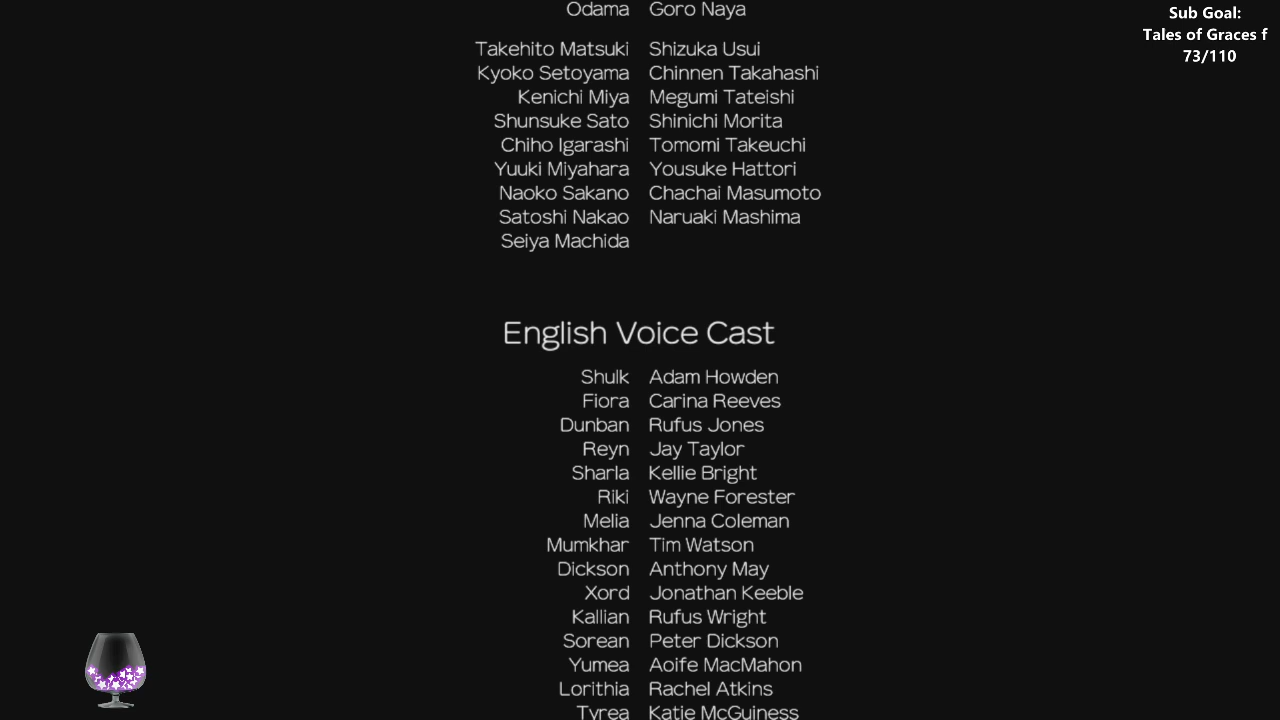 Odama Goro Naya
Sub Goal:
Tales of Graces f
73/110
Takehito Matsuki Shizuka Usui
Kyoko Setoyama Chinnen Takahashi
Kenichi Miya Megumi Tateishi
Shunsuke Sato Shinichi Morita
Chiho Igarashi Tomomi Takeuchi
Yuuki Miyahara Yousuke Hattori
Naoko Sakano Chachai Masumoto
Satoshi Nakao Naruaki Mashima
Seiya Machida
English Voice Cast
Shulk Adam Howden
Fiora Carina Reeves
Dunban Rufus Jones
Reyn Jay Taylor
Sharla Kellie Bright
Riki Wayne Forester
Melia Jenna Coleman
Mumkhar Tim Watson
Dickson Anthony May
Xord Jonathan Keeble
Kallian Rufus Wright
Sorean Peter Dickson
Yumea Aoife MacMahon
Lorithia Rachel Atkins
Tyrea Katie McGuiness